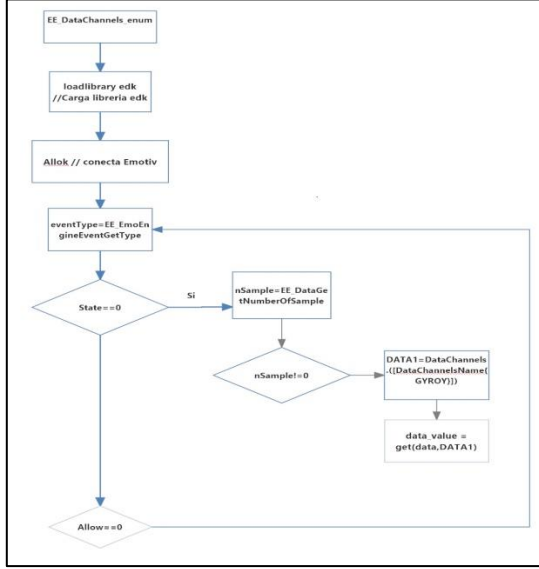 EE_DataChannels_enum
loadlibrary edk
//Carga libreria edk
Allok // conecta Emotiv
eventType=EE_EmoEn
gineEventGetType
State==0
Si
nSample=EE_DataGe
tNumberOfSample
nSample!=0
DATA1=DataChannels
.([DataChannelsName{
GYROY}])
data_value =
get(data,DATA1)
Allow==0